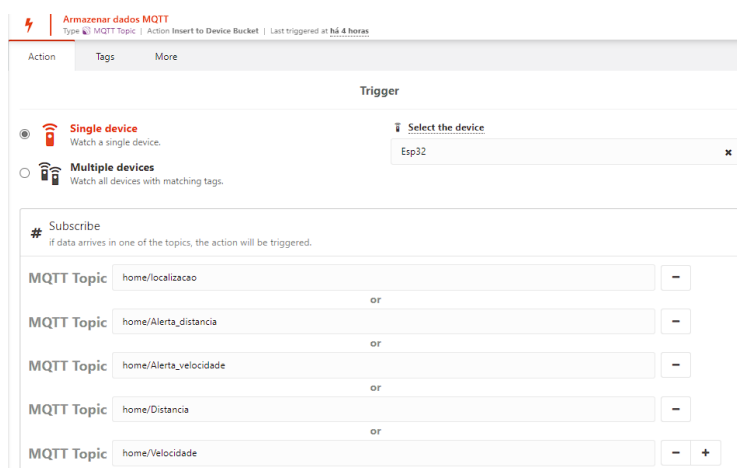 Armazenar dados MQTT
Type MQTT Topic | Action Insert to Device Bucket | Last triggered at há 4 horas
Action Tags More
Trigger
Single device
Watch a single device.
Multiple devices
Watch all devices with matching tags.
Select the device
Esp32
# Subscribe
if data arrives in one of the topics, the action will be triggered.
MQTT Topic home/localizacao
or
MQTT Topic home/Alerta_distancia
or
MQTT Topic home/Alerta_velocidade
or
MQTT Topic home/Distancia
or
MQTT Topic home/Velocidade